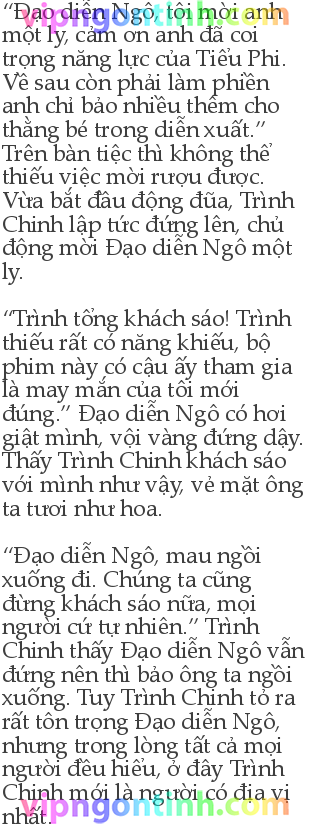 vipngontinh.com
“Đạo diễn Ngô, tôi mời anh
một ly, cảm ơn anh đã coi
trọng năng lực của Tiểu Phi.
Về sau còn phải làm phiền
anh chỉ bảo nhiều thêm cho
thằng bé trong diễn xuất.”
Trên bàn tiệc thì không thể
thiếu việc mời rượu được.
Vừa bắt đầu động đũa, Trình
Chinh lập tức đứng lên, chủ
động mời Đạo diễn Ngô một
ly.
“Trình tổng khách sáo! Trình
thiếu rất có năng khiếu, bộ
phim này có cậu ấy tham gia
là may mắn của tôi mới
đúng.” Đạo diễn Ngô có hơi
giật mình, vội vàng đứng dậy.
Thấy Trình Chinh khách sáo
với mình như vậy, vẻ mặt ông
ta tươi như hoa.
“Đạo diễn Ngô, mau ngồi
xuống đi. Chúng ta cũng
đừng khách sáo nữa, mọi
người cứ tự nhiên.” Trình
Chinh thấy Đạo diễn Ngô vẫn
đứng nên thì bảo ông ta ngồi
xuống. Tuy Trình Chinh tỏ ra
rất tôn trọng Đạo diễn Ngô,
nhưng trong lòng tất cả mọi
người đều hiểu, ở đây Trình
Chinh mới là người có địa vị
nhất.
vipngontinh.com